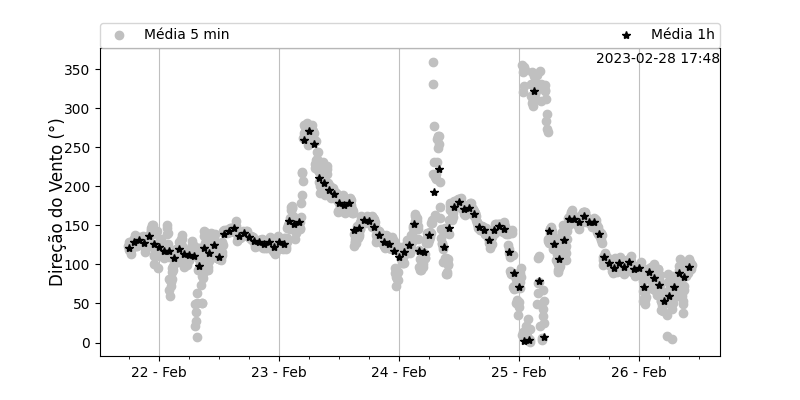 Média 5 min
Média 1h
2023-02-28 17:48
Direção do Vento (°)
350
300
250
200
150
100
50
0
22 - Feb
23 - Feb
24 - Feb
25 - Feb
26 - Feb